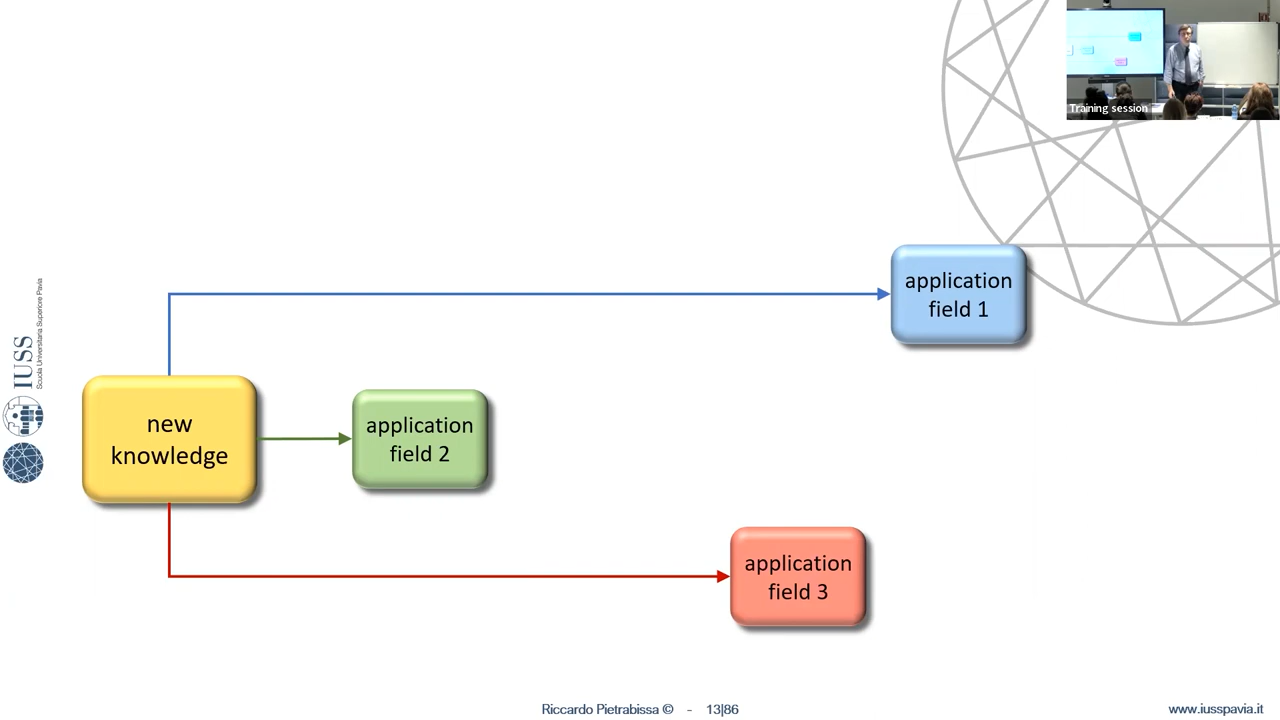 Training session
application
field 1
new
knowledge
application
field 2
application
field 3
IUSS
Scuola Universitaria Superiore Pavia
Riccardo Pietrabissa © - 13|86
www.iusspavia.it